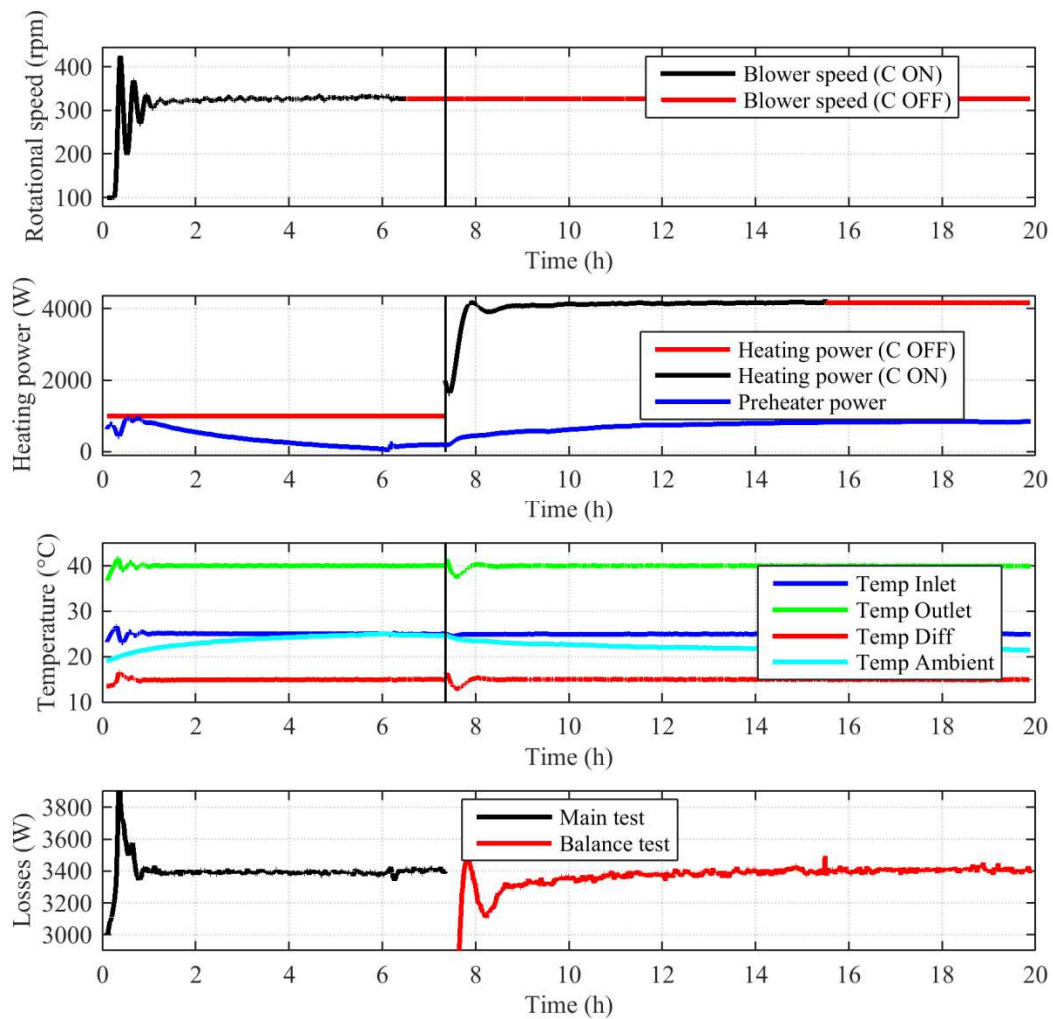 Rotational speed (rpm)
400
300
200
100
Blower speed (C ON)
Blower speed (C OFF)
0 2 4 6 8 10 12 14 16 18 20
Time (h)
Heating power (W)
4000
2000
0
Heating power (C OFF)
Heating power (C ON)
Preheater power
0 2 4 6 8 10 12 14 16 18 20
Time (h)
Temperature (°C)
40
30
20
10
Temp Inlet
Temp Outlet
Temp Diff
Temp Ambient
0 2 4 6 8 10 12 14 16 18 20
Time (h)
Losses (W)
3800
3600
3400
3200
3000
Main test
Balance test
0 2 4 6 8 10 12 14 16 18 20
Time (h)